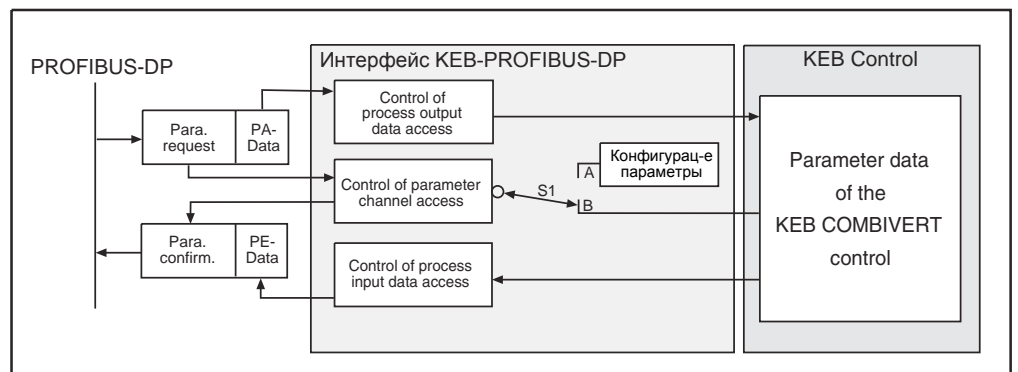 PROFIBUS-DP
Интерфейс KEB-PROFIBUS-DP
KEB Control
Para.
request
PA-
Data
Control of
process output
data access
Конфигурац-е
параметры
A
S1
B
Control of parameter
channel access
Parameter data
of the
KEB COMBIVERT
control
Para.
confirm.
PE-
Data
Control of process
input data access